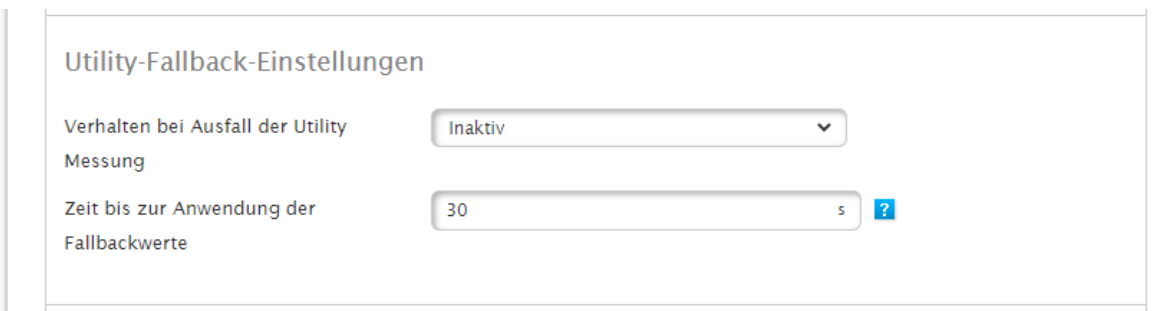 Utility-Fallback-Einstellungen
Verhalten bei Ausfall der Utility
Messung
Inaktiv
Zeit bis zur Anwendung der
Fallbackwerte
30 s ?